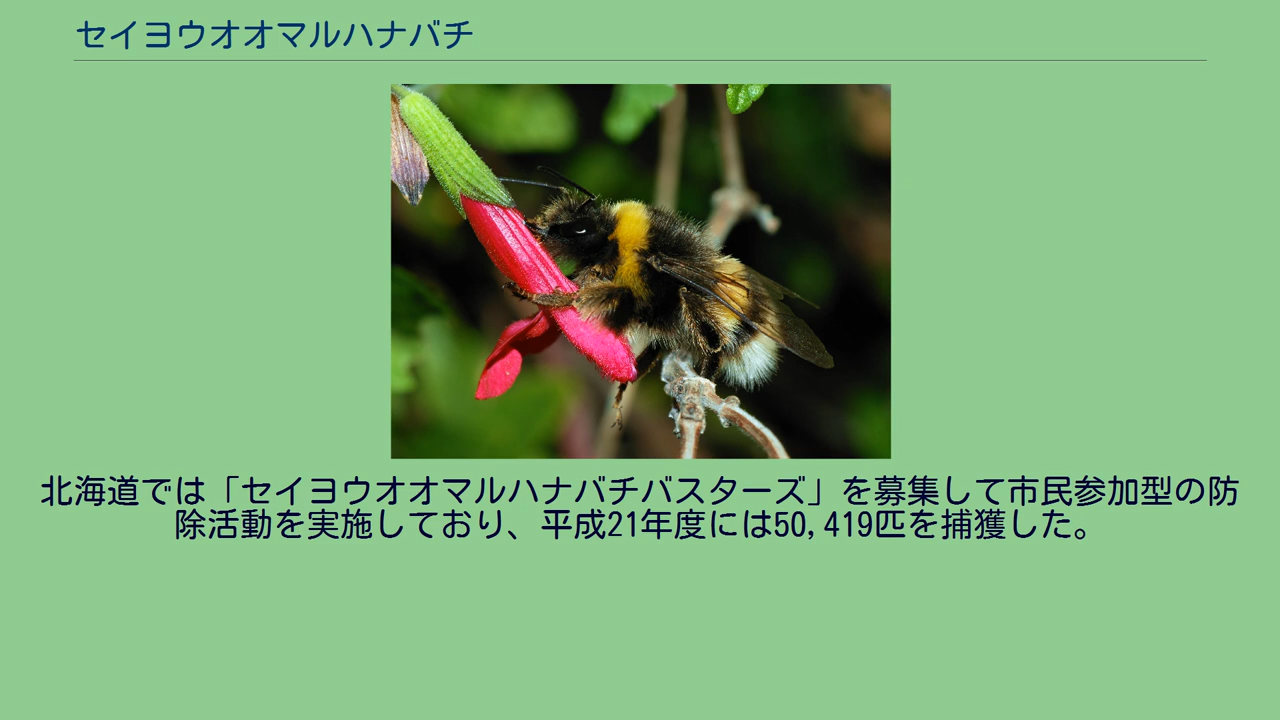 セイヨウオオマルハナバチ
北海道では「セイヨウオオマルハナバチバスターズ」を募集して市民参加型の防
除活動を実施しており、平成21年度には50,419匹を捕獲した。